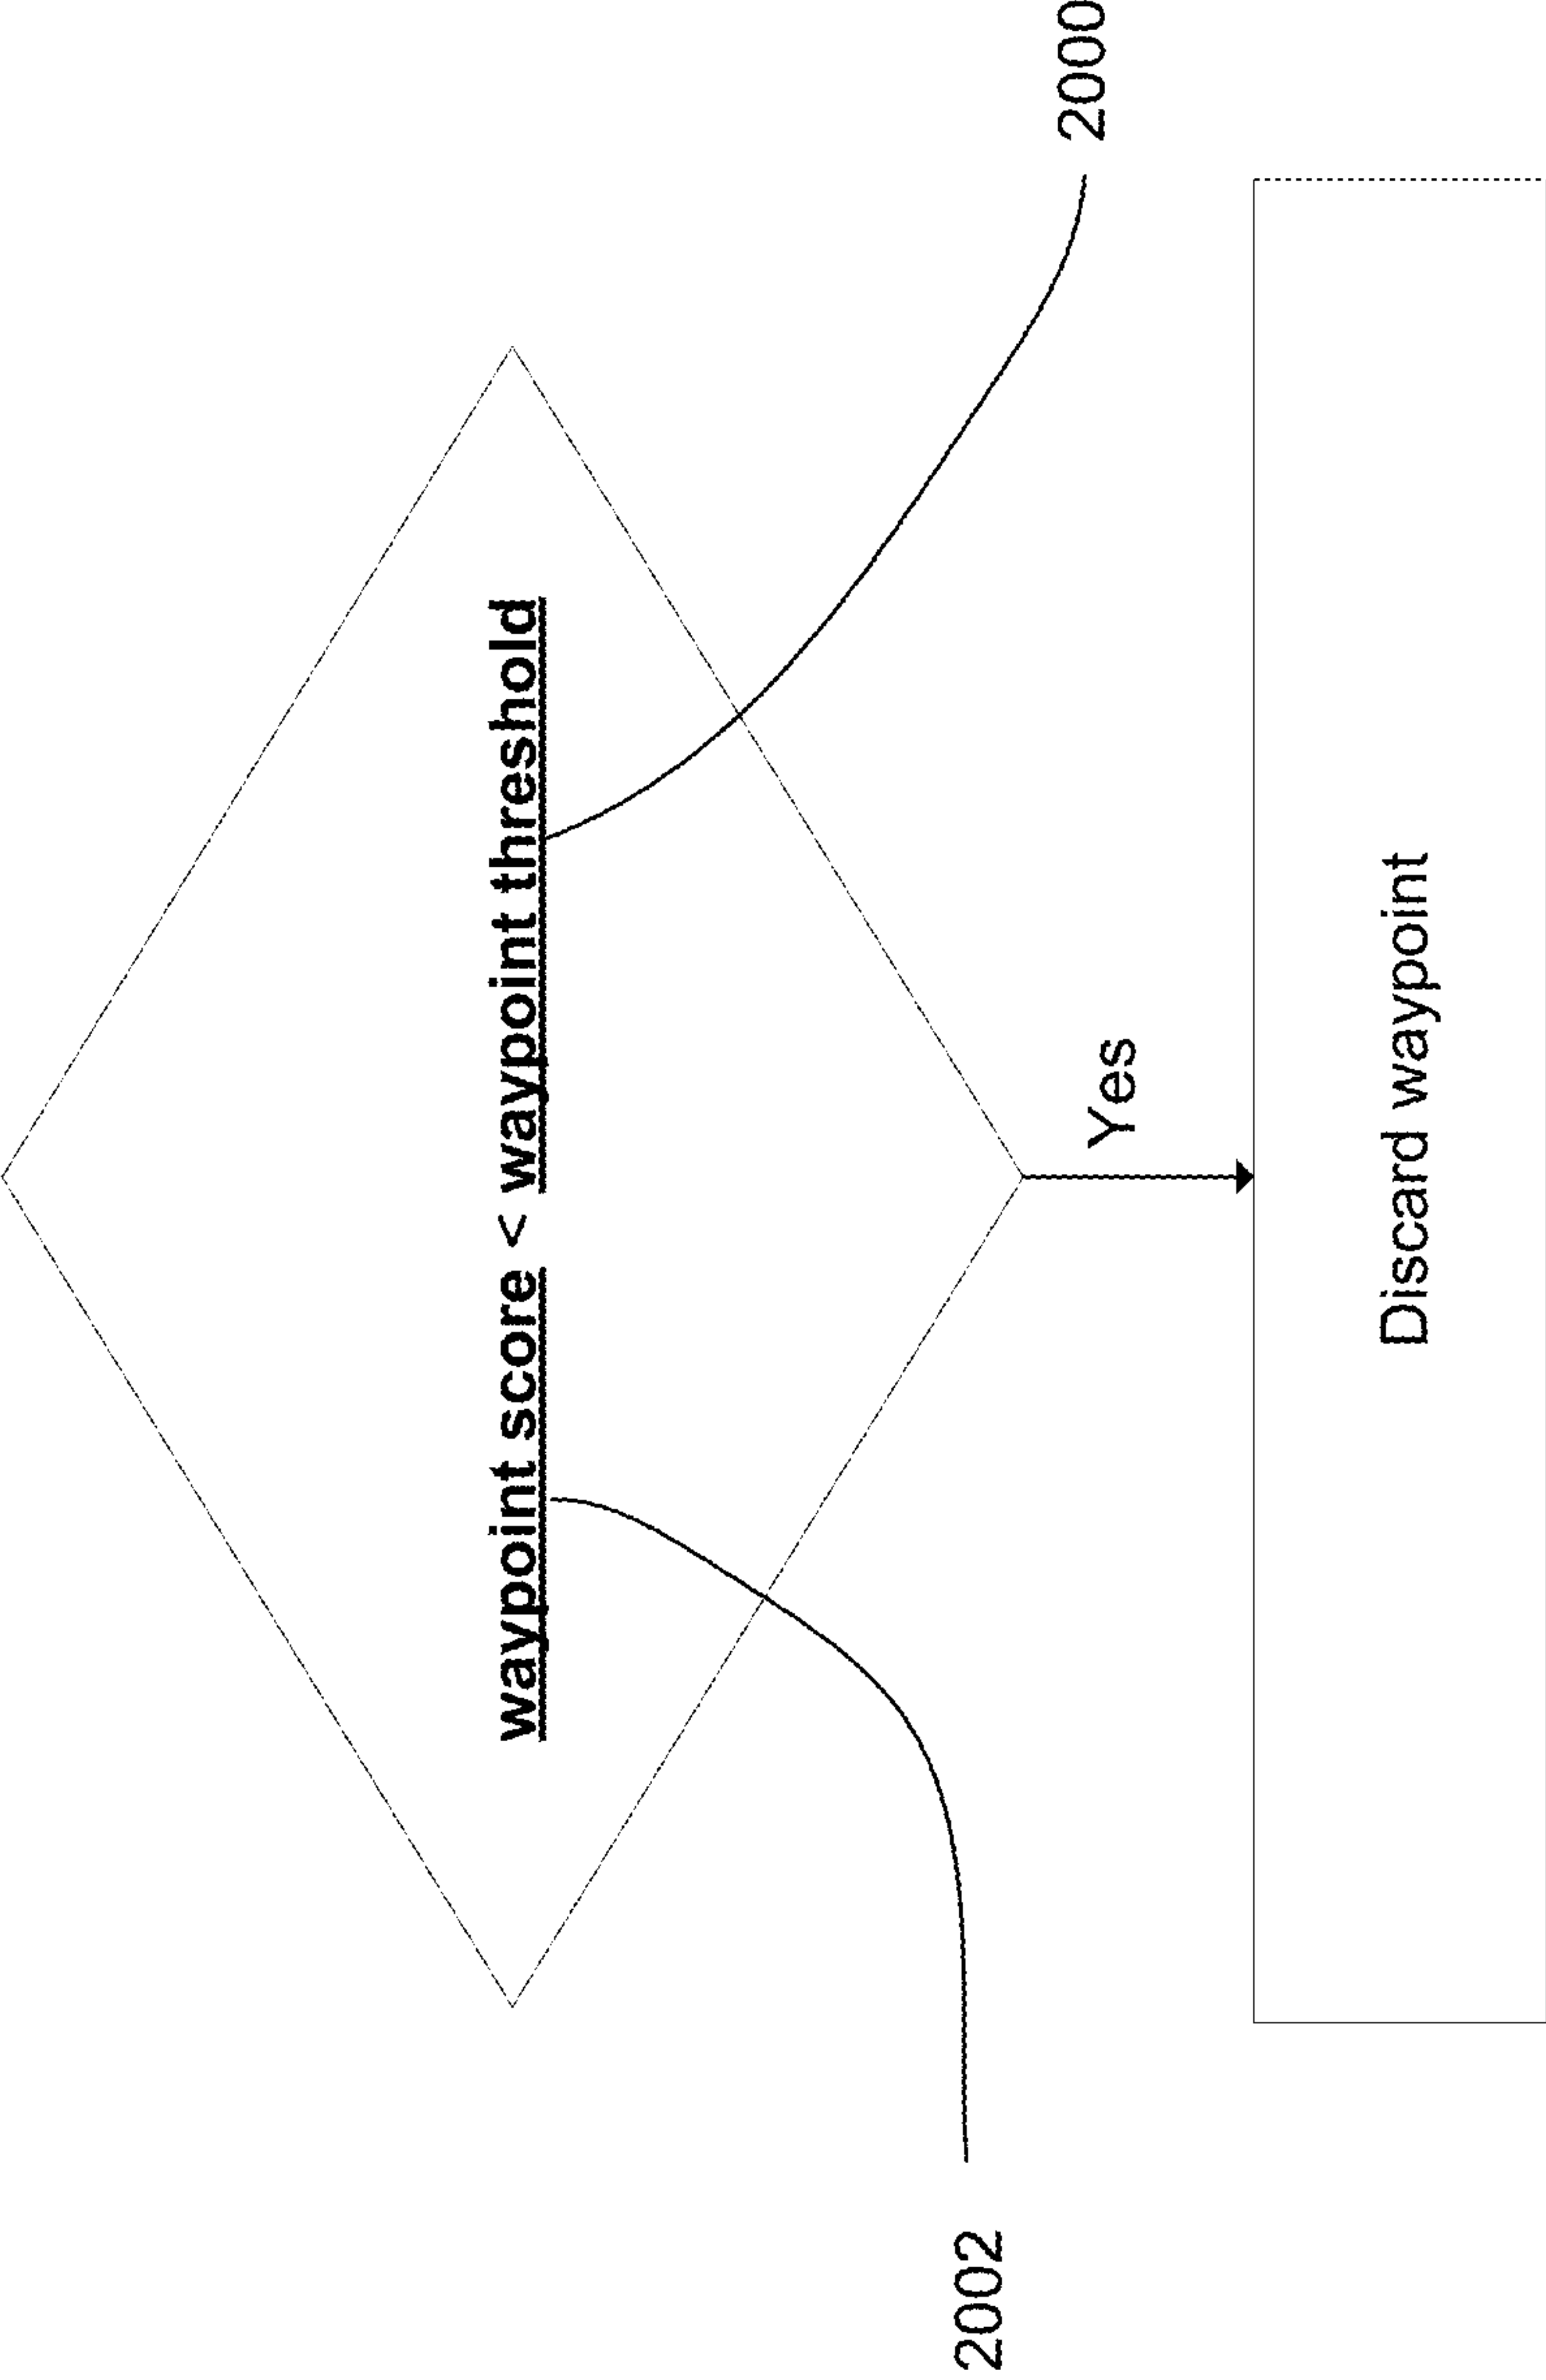 waypoint score < waypoint threshold
2000
2002
Yes
Discard waypoint